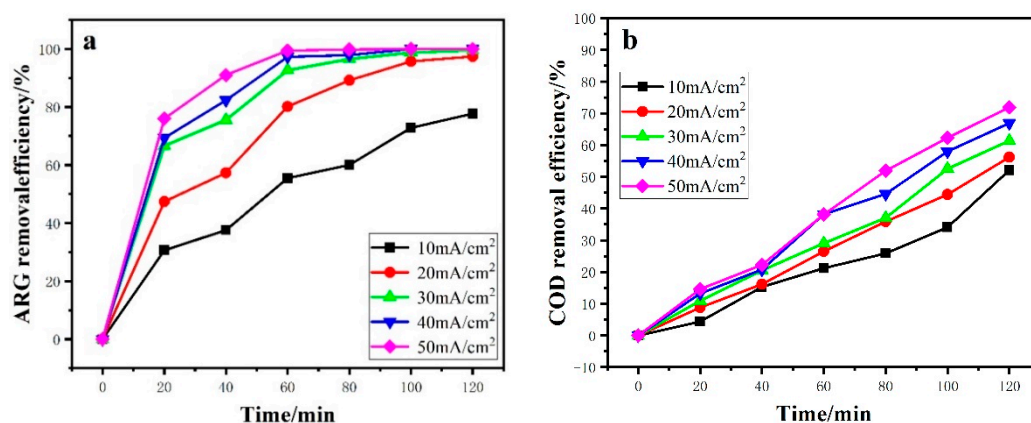 a
ARG removalefficiency/%
100
80
60
40
20
0
10mA/cm²
20mA/cm²
30mA/cm²
40mA/cm²
50mA/cm²
0 20 40 60 80 100 120
Time/min
b
COD removal efficiency/%
100
90
80
70
60
50
40
30
20
10
0
-10
10mA/cm²
20mA/cm²
30mA/cm²
40mA/cm²
50mA/cm²
0 20 40 60 80 100 120
Time/min